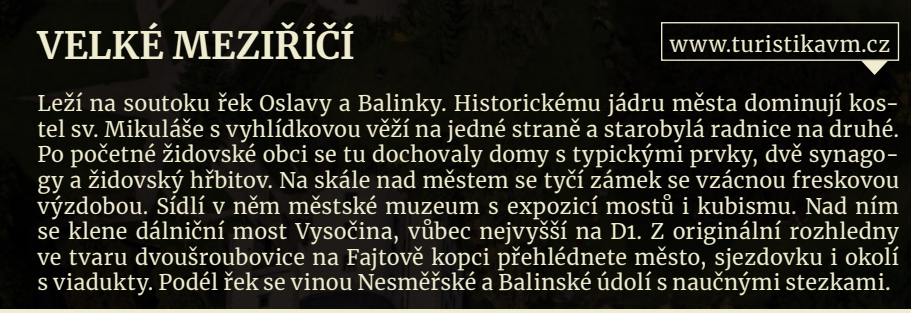 VELKÉ MEZIŘÍČÍ
www.turistikavm.cz
Leží na soutoku řek Oslavy a Balinky. Historickému jádru města dominují kos-
tel sv. Mikuláše s vyhlídkovou věží na jedné straně a starobylá radnice na druhé.
Po početné židovské obci se tu dochovaly domy s typickými prvky, dvě synago-
gy a židovský hřbitov. Na skále nad městem se tyčí zámek se vzácnou freskovou
výzdobou. Sídlí v něm městské muzeum s expozicí mostů i kubismu. Nad ním
se klene dálniční most Vysočina, vůbec nejvyšší na D1. Z originální rozhledny
ve tvaru dvoušroubovice na Fajtově kopci přehlédnete město, sjezdovku i okolí
s viadukty. Podél řek se vinou Nesměřské a Balinské údolí s naučnými stezkami.